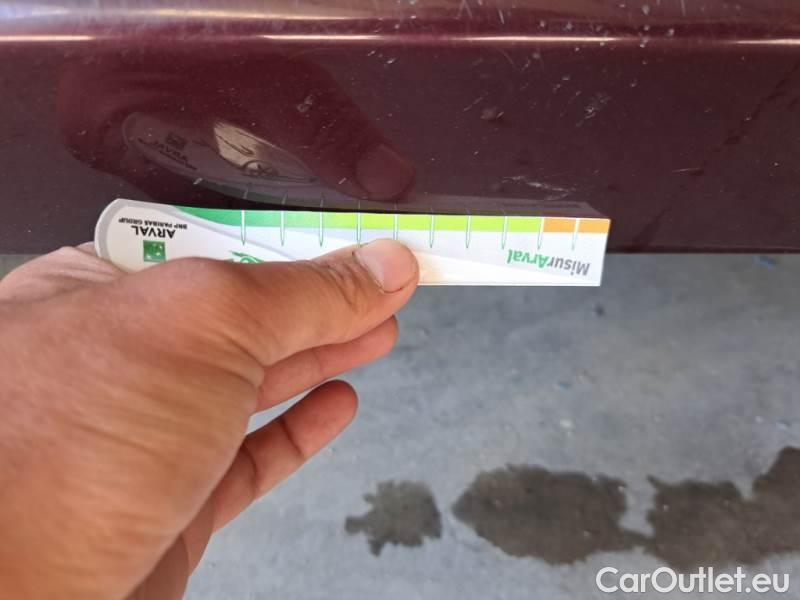 MisurArval
ARVAL
BNP PARIBAS GROUP
CarOutlet.eu